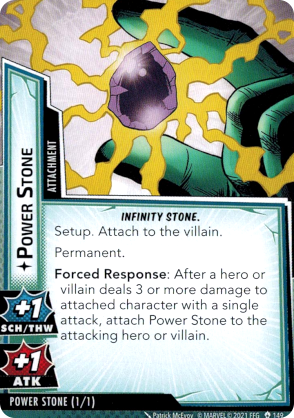 INFINITY STONE.
Setup. Attach to the villain.
Permanent.
Forced Response: After a hero or
villain deals 3 or more damage to
attached character with a single
attack, attach Power Stone to the
attacking hero or villain.
POWER STONE
ATTACHMENT
+1
SCH/THW
+1
ATK
POWER STONE (1/1)
Patrick McEvoy © MARVEL © 2021 FFG 149